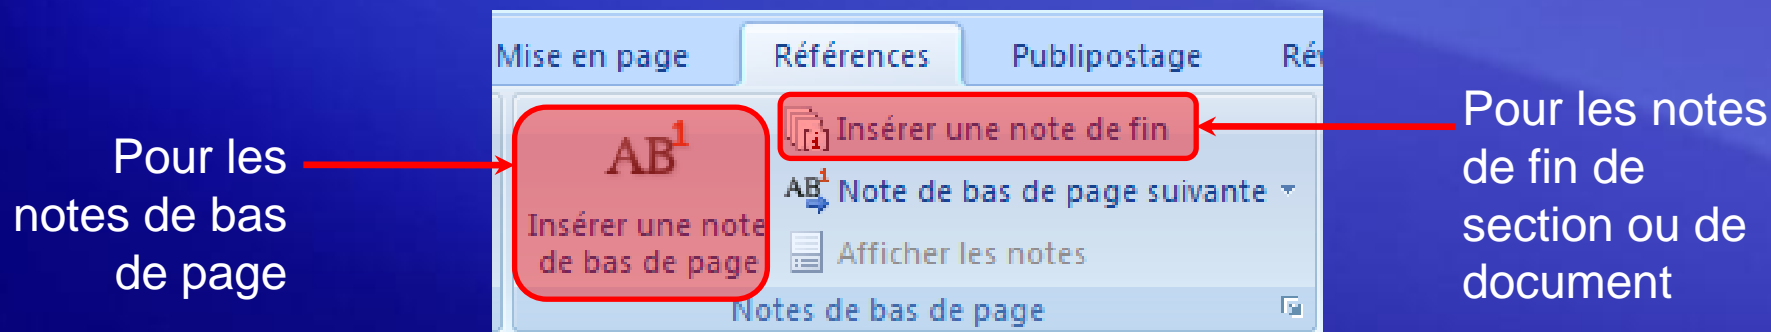 Mise en page Références Publipostage Rév
Pour les
notes de bas
de page
AB1
Insérer une note
de bas de page
Insérer une note de fin
AB1 Note de bas de page suivante
Afficher les notes
Notes de bas de page
Pour les notes
de fin de
section ou de
document